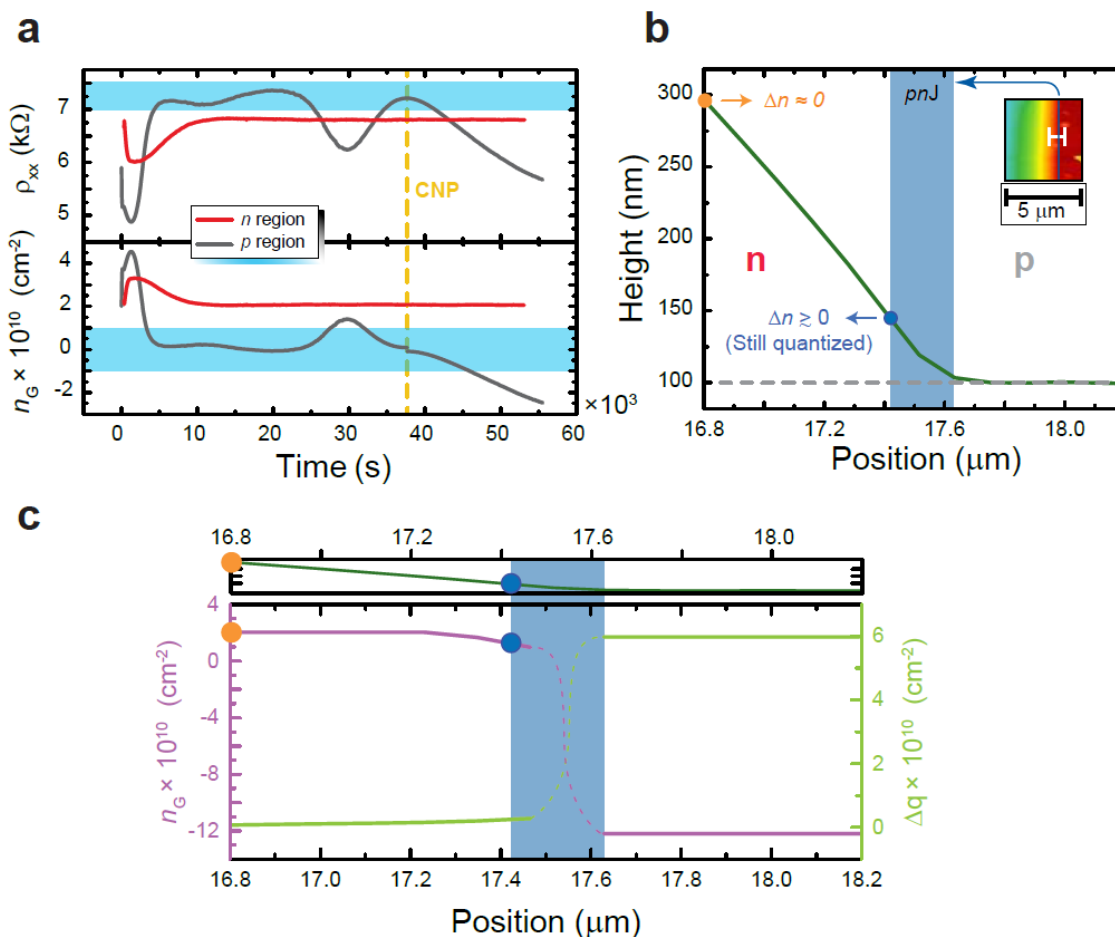 a
ρxx (kΩ)
7
6
5
CNP
n region
p region
nG × 10^10 (cm^-2)
4
2
0
-2
0 10 20 30 40 50 60
×10^3
Time (s)
b
Height (nm)
300
250
200
150
100
Δn ≈ 0
pnJ
5 μm
n
p
Δn ≳ 0
(Still quantized)
16.8 17.2 17.6 18.0
Position (μm)
c
16.8 17.2 17.6 18.0
nG × 10^10 (cm^-2)
4
0
-4
-8
-12
Δq × 10^10 (cm^-2)
6
4
2
0
16.8 17.0 17.2 17.4 17.6 17.8 18.0 18.2
Position (μm)